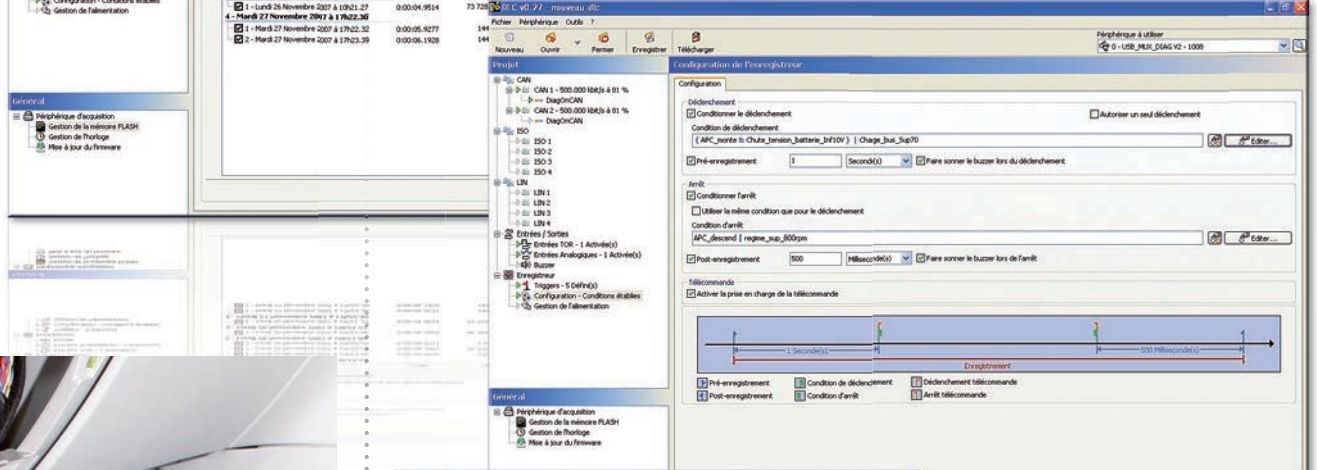 Configuration - Conditions établies
Gestion de l'alimentation
1 - Lundi 26 Novembre 2007 à 10h21.27 0:00:04.9514 73 728
4 - Mardi 27 Novembre 2007 à 17h22.36
1 - Mardi 27 Novembre 2007 à 17h22.32 0:00:05.9277 144
2 - Mardi 27 Novembre 2007 à 17h23.39 0:00:06.1928 144
Général
Périphérique d'acquisition
Gestion de la mémoire FLASH
Gestion de l'horloge
Mise à jour du firmware
DLC v0.27 - nouveau.dlc
Fichier Périphérique Outils ?
Nouveau Ouvrir Fermer Enregistrer Télécharger
Périphérique à utiliser
0 - USB_MUX_DIAG V2 - 1008
Projet
CAN
CAN 1 - 500.000 kbit/s à 81 %
DiagOnCAN
CAN 2 - 500.000 kbit/s à 81 %
DiagOnCAN
ISO
ISO 1
ISO 2
ISO 3
ISO 4
LIN
LIN 1
LIN 2
LIN 3
LIN 4
Entrées / Sorties
Entrées TOR - 1 Activée(s)
Entrées Analogiques - 1 Activée(s)
Buzzer
Enregistreur
Triggers - 5 Défini(s)
Configuration - Conditions établies
Gestion de l'alimentation
Général
Périphérique d'acquisition
Gestion de la mémoire FLASH
Gestion de l'horloge
Mise à jour du firmware
Configuration de l'enregistreur
Configuration
Déclenchement
Conditionner le déclenchement Autoriser un seul déclenchement
Condition de déclenchement
( APC_monte & Chute_tension_batterie_Inf10V ) | Chage_bus_Sup70 Editer...
Pré-enregistrement 1 Seconde(s) Faire sonner le buzzer lors du déclenchement
Arrêt
Conditionner l'arrêt
Utiliser la même condition que pour le déclenchement
Condition d'arrêt
APC_descend | regime_sup_800rpm Editer...
Post-enregistrement 500 Milliseconde(s) Faire sonner le buzzer lors de l'arrêt
Télécommande
Activer la prise en charge de la télécommande
1 Seconde(s) 500 Milliseconde(s)
Enregistrement
Pré-enregistrement Condition de déclenchement Déclenchement télécommande
Post-enregistrement Condition d'arrêt Arrêt télécommande